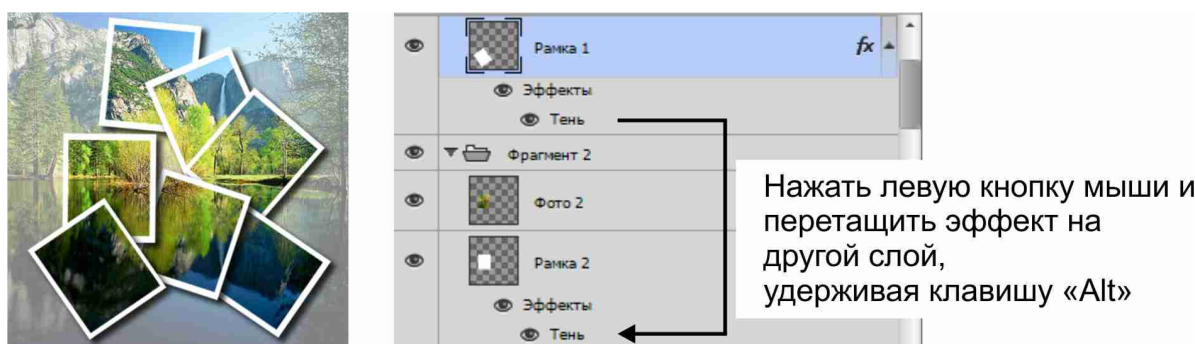 Рамка 1
fx
Эффекты
Тень
Фрагмент 2
Фото 2
Рамка 2
Эффекты
Тень
Нажать левую кнопку мыши и
перетащить эффект на
другой слой,
удерживая клавишу «Alt»